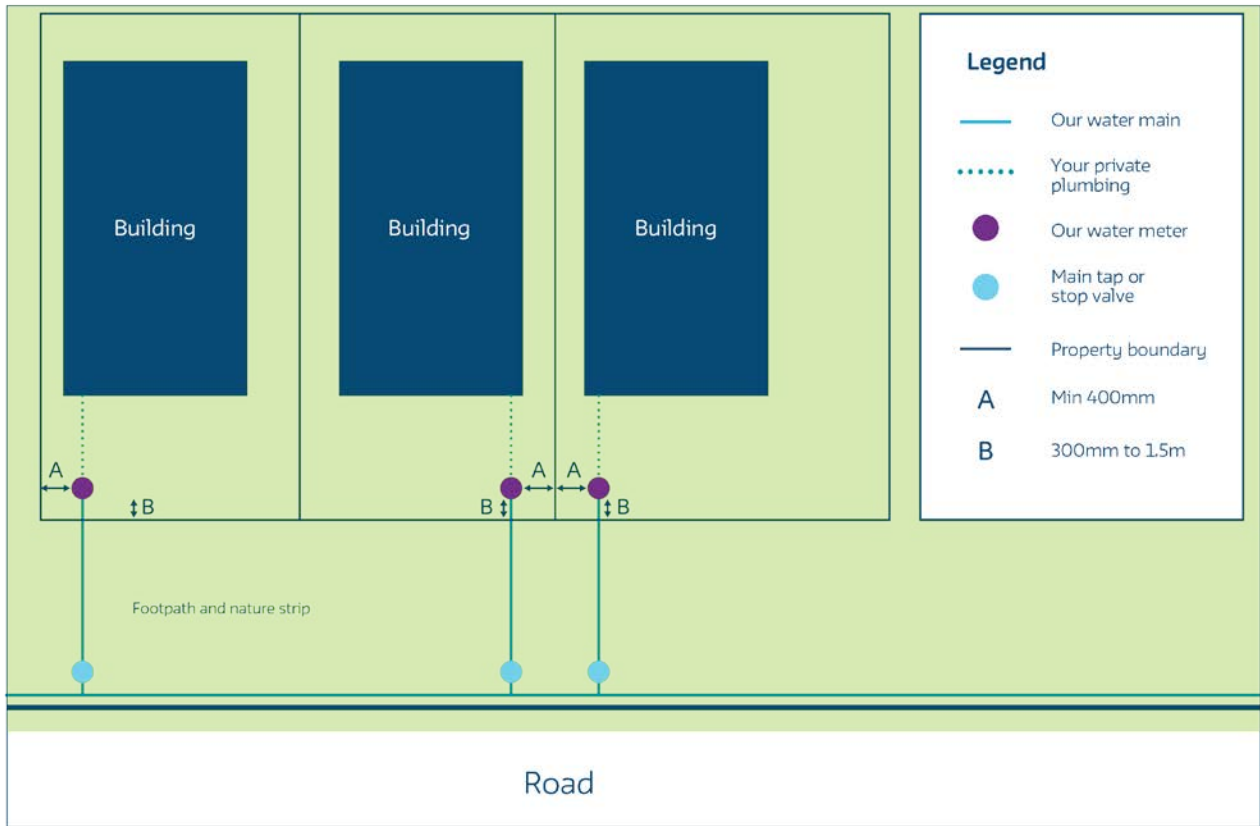 Building
Building
Building
A
A
A
B
B
B
Footpath and nature strip
Road
Legend
Our water main
Your private
plumbing
Our water meter
Main tap or
stop valve
Property boundary
A Min 400mm
B 300mm to 1.5m